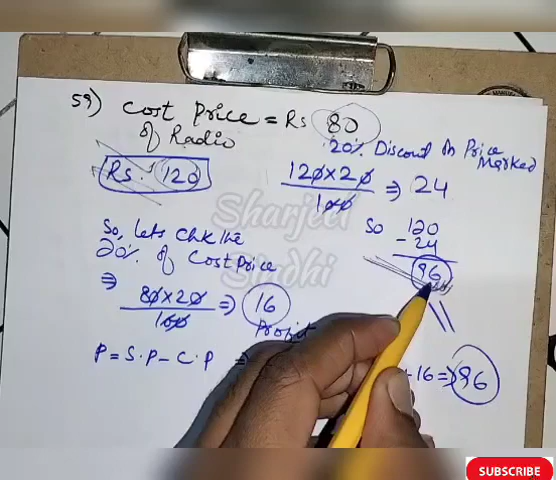 59) Cost Price = Rs 80
of Radio
20% Discount on Price
Marked
Rs. 120
120 x 20
100
⇒ 24
So 120
- 24
96
So, Lets Chk the
20% of Cost Price
⇒ 80 x 20
100
⇒ 16
Profit
P = S.P - C.P ⇒
+ 16 ⇒ 96
Sharjeel
Sindhi
SUBSCRIBE